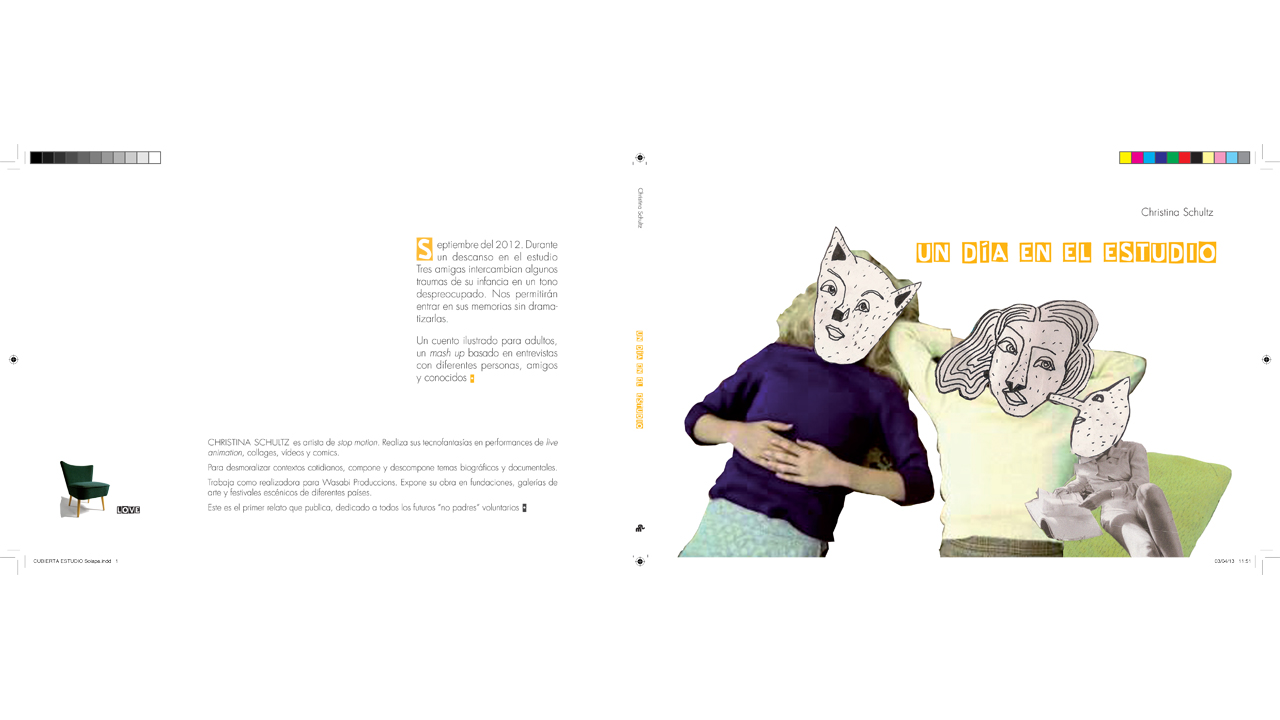 Septiembre del 2012. Durante
un descanso en el estudio
Tres amigas intercambian algunos
traumas de su infancia en un tono
despreocupado. Nos permitirán
entrar en sus memorias sin drama-
tizarlas.
Un cuento ilustrado para adultos,
un mash up basado en entrevistas
con diferentes personas, amigos
y conocidos
CHRISTINA SCHULTZ es artista de stop motion. Realiza sus tecnofantasías en performances de live
animation, collages, vídeos y comics.
Para desmoralizar contextos cotidianos, compone y descompone temas biográficos y documentales.
Trabaja como realizadora para Wasabi Produccions. Expone su obra en fundaciones, galerías de
arte y festivales escénicos de diferentes países.
Este es el primer relato que publica, dedicado a todos los futuros "no padres" voluntarios
LOVE
CUBIERTA ESTUDIO Solapa.indd 1
Christina Schultz
UN DÍA EN EL ESTUDIO
Christina Schultz
UN DÍA EN EL ESTUDIO
03/04/13 11:51